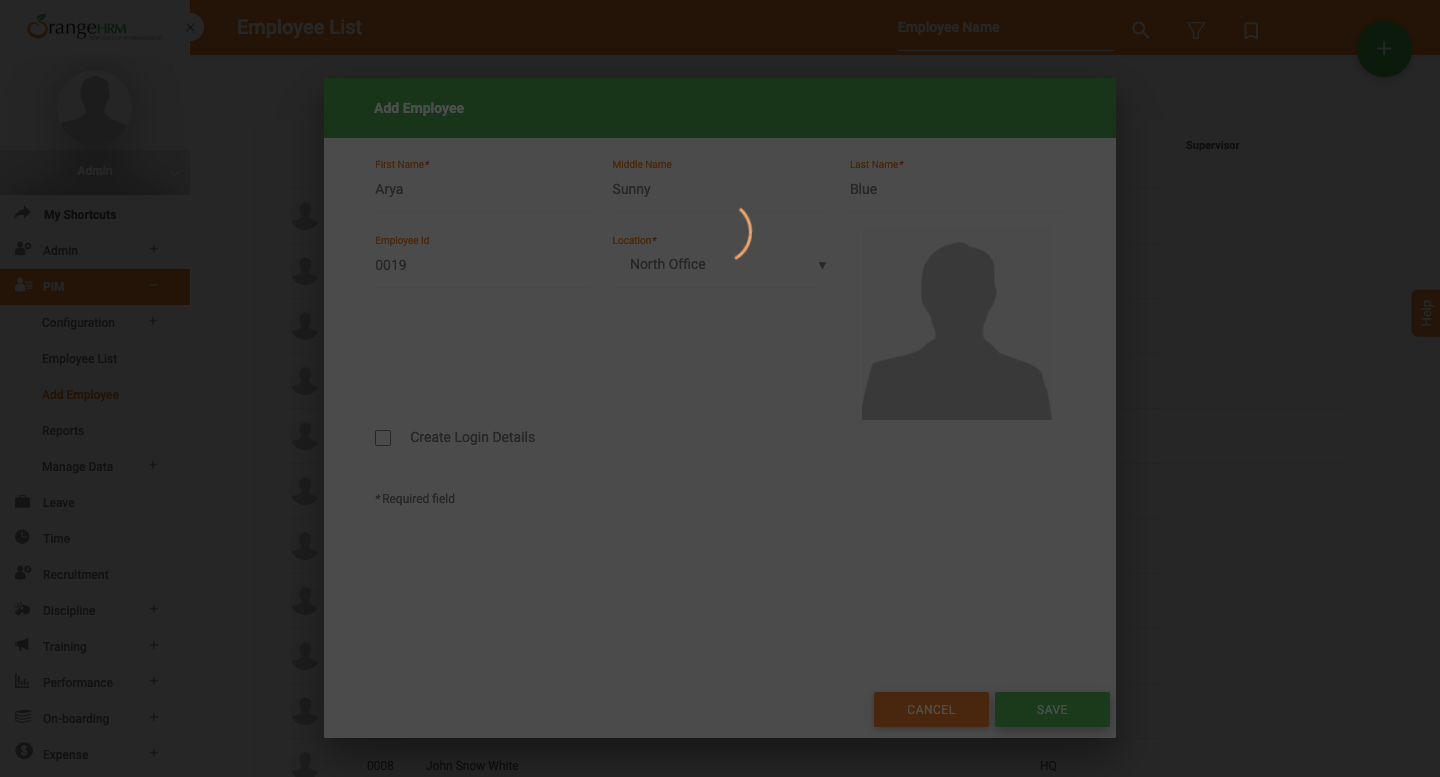 OrangeHRM
Employee List
Employee Name
Admin
My Shortcuts
Admin
PIM
Configuration
Employee List
Add Employee
Reports
Manage Data
Leave
Time
Recruitment
Discipline
Training
Performance
On-boarding
Expense
Add Employee
First Name*
Middle Name
Last Name*
Arya
Sunny
Blue
Employee Id
Location*
0019
North Office
Create Login Details
* Required field
CANCEL
SAVE
Supervisor
Help
0008 John Snow White HQ